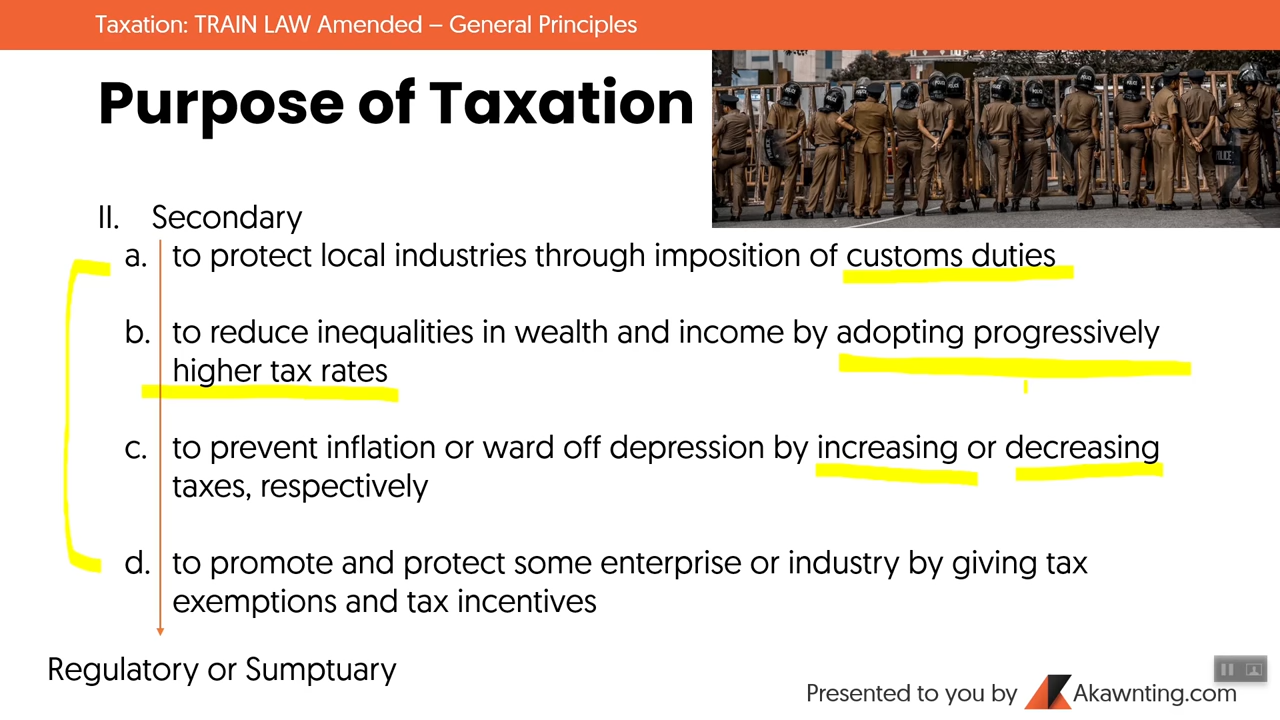 Taxation: TRAIN LAW Amended – General Principles
Purpose of Taxation
II. Secondary
a. to protect local industries through imposition of customs duties
b. to reduce inequalities in wealth and income by adopting progressively
higher tax rates
c. to prevent inflation or ward off depression by increasing or decreasing
taxes, respectively
d. to promote and protect some enterprise or industry by giving tax
exemptions and tax incentives
Regulatory or Sumptuary
Presented to you by Akawnting.com